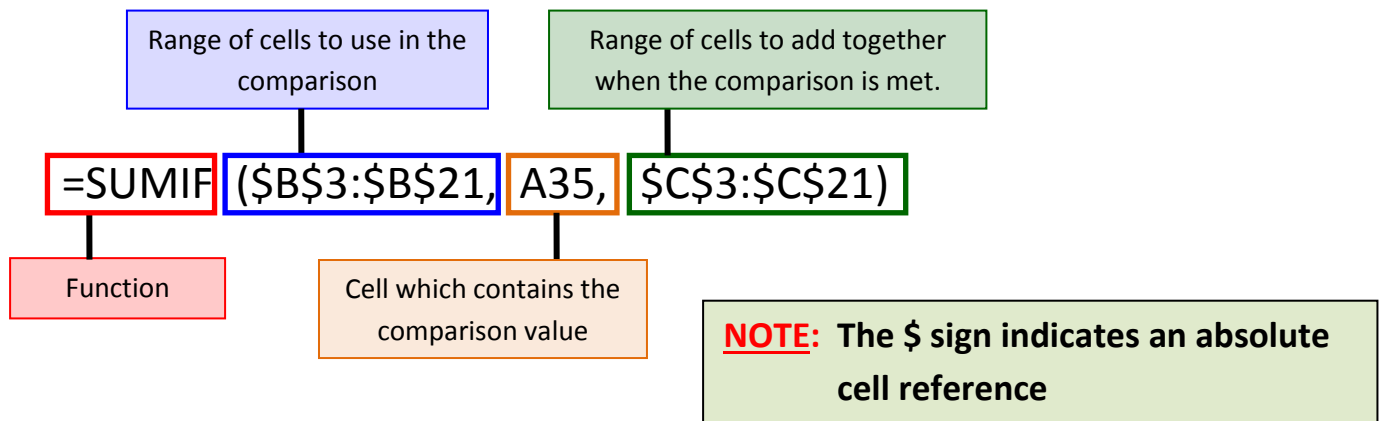 Range of cells to use in the
comparison
Range of cells to add together
when the comparison is met.
=SUMIF ($B$3:$B$21, A35, $C$3:$C$21)
Function
Cell which contains the
comparison value
NOTE: The $ sign indicates an absolute
cell reference